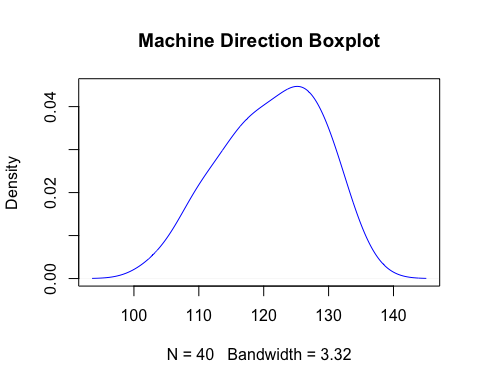 Machine Direction Boxplot
Density
0.04
0.02
0.00
100 110 120 130 140
N = 40 Bandwidth = 3.32